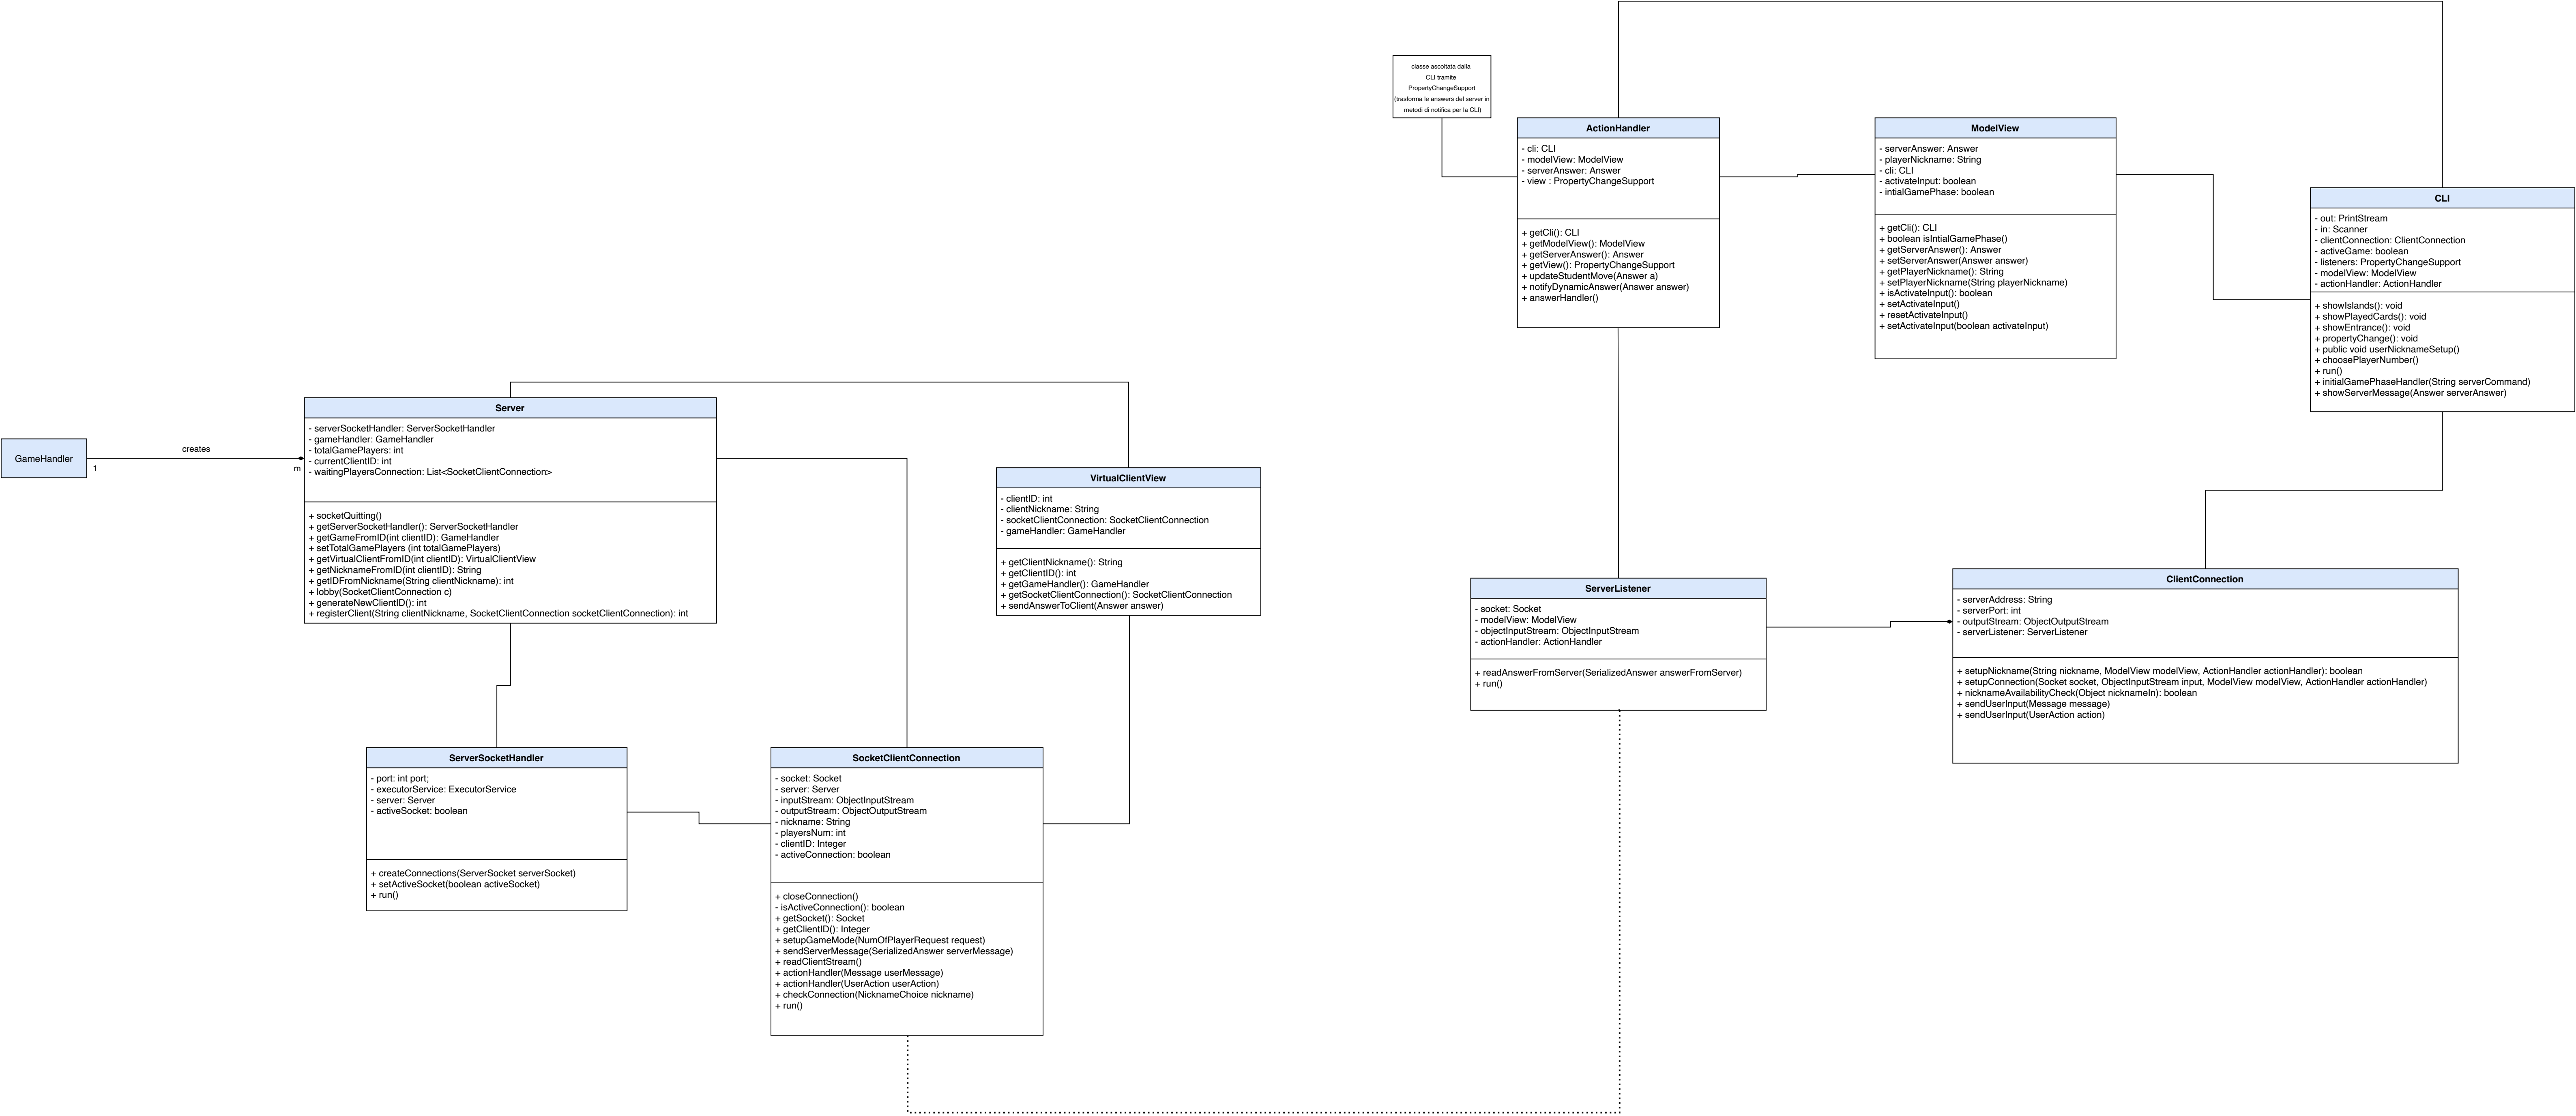 classe ascoltata dalla
CLI tramite
PropertyChangeSupport
(trasforma le answers del server in
metodi di notifica per la CLI)
ActionHandler
- cli: CLI
- modelView: ModelView
- serverAnswer: Answer
- view : PropertyChangeSupport
+ getCli(): CLI
+ getModelView(): ModelView
+ getServerAnswer(): Answer
+ getView(): PropertyChangeSupport
+ updateStudentMove(Answer a)
+ notifyDynamicAnswer(Answer answer)
+ answerHandler()
ModelView
- serverAnswer: Answer
- playerNickname: String
- cli: CLI
- activateInput: boolean
- intialGamePhase: boolean
+ getCli(): CLI
+ boolean isIntialGamePhase()
+ getServerAnswer(): Answer
+ setServerAnswer(Answer answer)
+ getPlayerNickname(): String
+ setPlayerNickname(String playerNickname)
+ isActivateInput(): boolean
+ setActivateInput()
+ resetActivateInput()
+ setActivateInput(boolean activateInput)
CLI
- out: PrintStream
- in: Scanner
- clientConnection: ClientConnection
- activeGame: boolean
- listeners: PropertyChangeSupport
- modelView: ModelView
- actionHandler: ActionHandler
+ showIslands(): void
+ showPlayedCards(): void
+ showEntrance(): void
+ propertyChange(): void
+ public void userNicknameSetup()
+ choosePlayerNumber()
+ run()
+ initialGamePhaseHandler(String serverCommand)
+ showServerMessage(Answer serverAnswer)
GameHandler
creates
1
m
Server
- serverSocketHandler: ServerSocketHandler
- gameHandler: GameHandler
- totalGamePlayers: int
- currentClientID: int
- waitingPlayersConnection: List<SocketClientConnection>
+ socketQuitting()
+ getServerSocketHandler(): ServerSocketHandler
+ getGameFromID(int clientID): GameHandler
+ setTotalGamePlayers (int totalGamePlayers)
+ getVirtualClientFromID(int clientID): VirtualClientView
+ getNicknameFromID(int clientID): String
+ getIDFromNickname(String clientNickname): int
+ lobby(SocketClientConnection c)
+ generateNewClientID(): int
+ registerClient(String clientNickname, SocketClientConnection socketClientConnection): int
VirtualClientView
- clientID: int
- clientNickname: String
- socketClientConnection: SocketClientConnection
- gameHandler: GameHandler
+ getClientNickname(): String
+ getClientID(): int
+ getGameHandler(): GameHandler
+ getSocketClientConnection(): SocketClientConnection
+ sendAnswerToClient(Answer answer)
ServerListener
- socket: Socket
- modelView: ModelView
- objectInputStream: ObjectInputStream
- actionHandler: ActionHandler
+ readAnswerFromServer(SerializedAnswer answerFromServer)
+ run()
ClientConnection
- serverAddress: String
- serverPort: int
- outputStream: ObjectOutputStream
- serverListener: ServerListener
+ setupNickname(String nickname, ModelView modelView, ActionHandler actionHandler): boolean
+ setupConnection(Socket socket, ObjectInputStream input, ModelView modelView, ActionHandler actionHandler)
+ nicknameAvailabilityCheck(Object nicknameIn): boolean
+ sendUserInput(Message message)
+ sendUserInput(UserAction action)
ServerSocketHandler
- port: int port;
- executorService: ExecutorService
- server: Server
- activeSocket: boolean
+ createConnections(ServerSocket serverSocket)
+ setActiveSocket(boolean activeSocket)
+ run()
SocketClientConnection
- socket: Socket
- server: Server
- inputStream: ObjectInputStream
- outputStream: ObjectOutputStream
- nickname: String
- playersNum: int
- clientID: Integer
- activeConnection: boolean
+ closeConnection()
- isActiveConnection(): boolean
+ getSocket(): Socket
+ getClientID(): Integer
+ setupGameMode(NumOfPlayerRequest request)
+ sendServerMessage(SerializedAnswer serverMessage)
+ readClientStream()
+ actionHandler(Message userMessage)
+ actionHandler(UserAction userAction)
+ checkConnection(NicknameChoice nickname)
+ run()